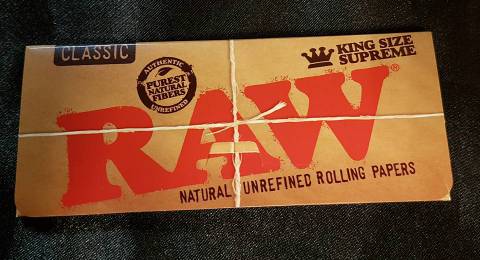 CLASSIC
KING SIZE
SUPREME
AUTHENTIC
PUREST
NATURAL
FIBERS
UNREFINED
RAW®
NATURAL UNREFINED ROLLING PAPERS